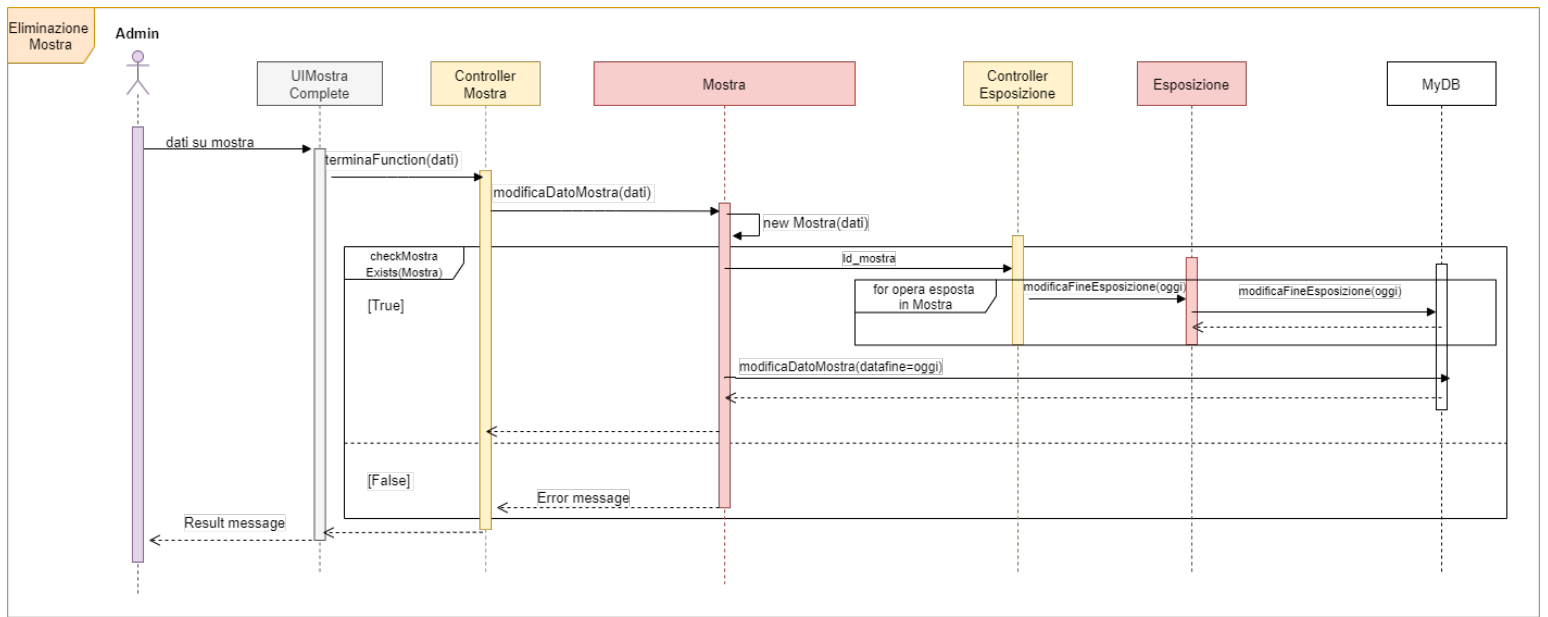 Eliminazione
Mostra
Admin
UIMostra
Complete
Controller
Mostra
Mostra
Controller
Esposizione
Esposizione
MyDB
dati su mostra
terminaFunction(dati)
modificaDatoMostra(dati)
new Mostra(dati)
checkMostra
Exists(Mostra)
Id_mostra
for opera esposta
in Mostra
modificaFineEsposizione(oggi)
modificaFineEsposizione(oggi)
[True]
modificaDatoMostra(datafine=oggi)
[False]
Error message
Result message